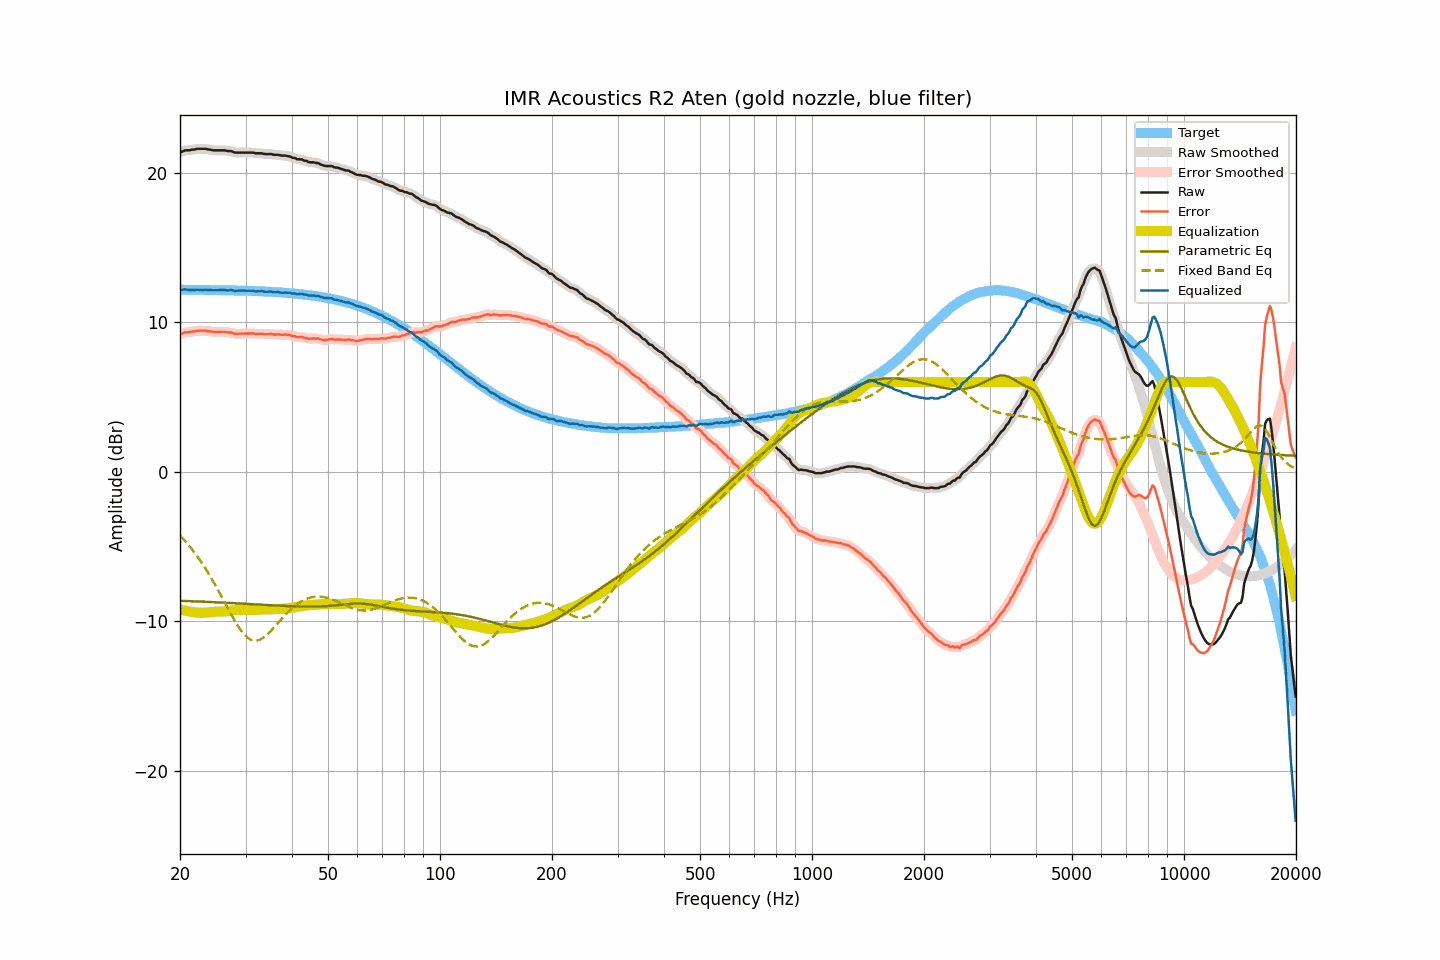 IMR Acoustics R2 Aten (gold nozzle, blue filter)
Target
Raw Smoothed
Error Smoothed
Raw
Error
Equalization
Parametric Eq
Fixed Band Eq
Equalized
Amplitude (dBr)
20
10
0
−10
−20
20 50 100 200 500 1000 2000 5000 10000 20000
Frequency (Hz)